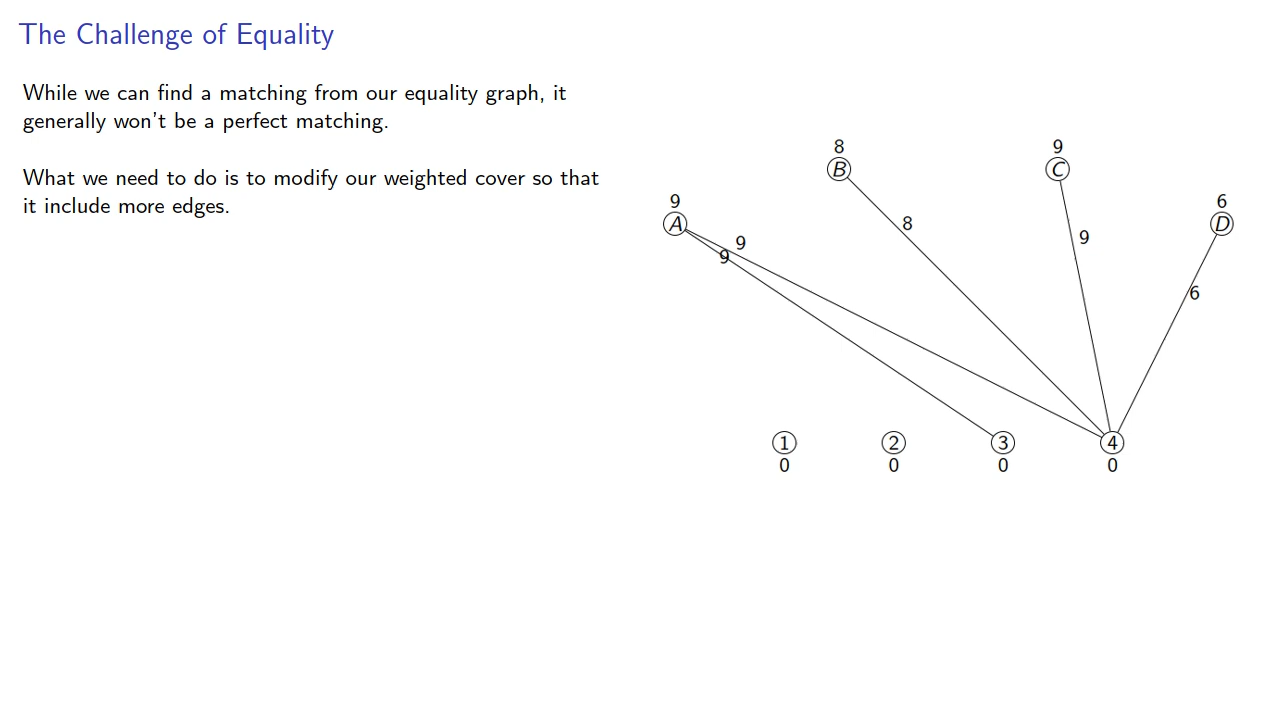 The Challenge of Equality
While we can find a matching from our equality graph, it
generally won't be a perfect matching.
What we need to do is to modify our weighted cover so that
it include more edges.
8 9
B C
9 6
A D
8
9 9
9
6
1 2 3 4
0 0 0 0